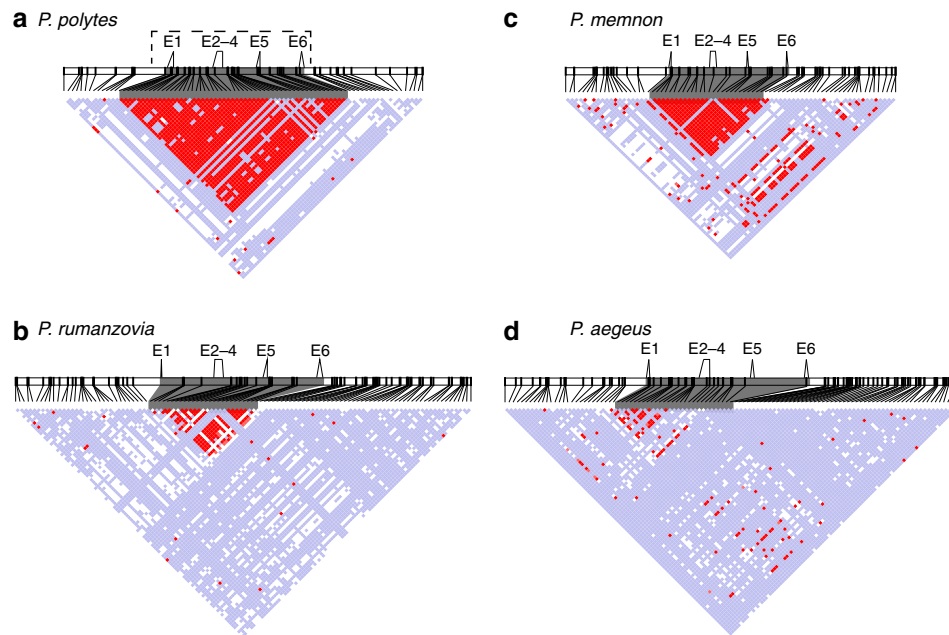 a P. polytes
E1 E2–4 E5 E6
c P. memnon
E1 E2–4 E5 E6
b P. rumanzovia
E1 E2–4 E5 E6
d P. aegeus
E1 E2–4 E5 E6